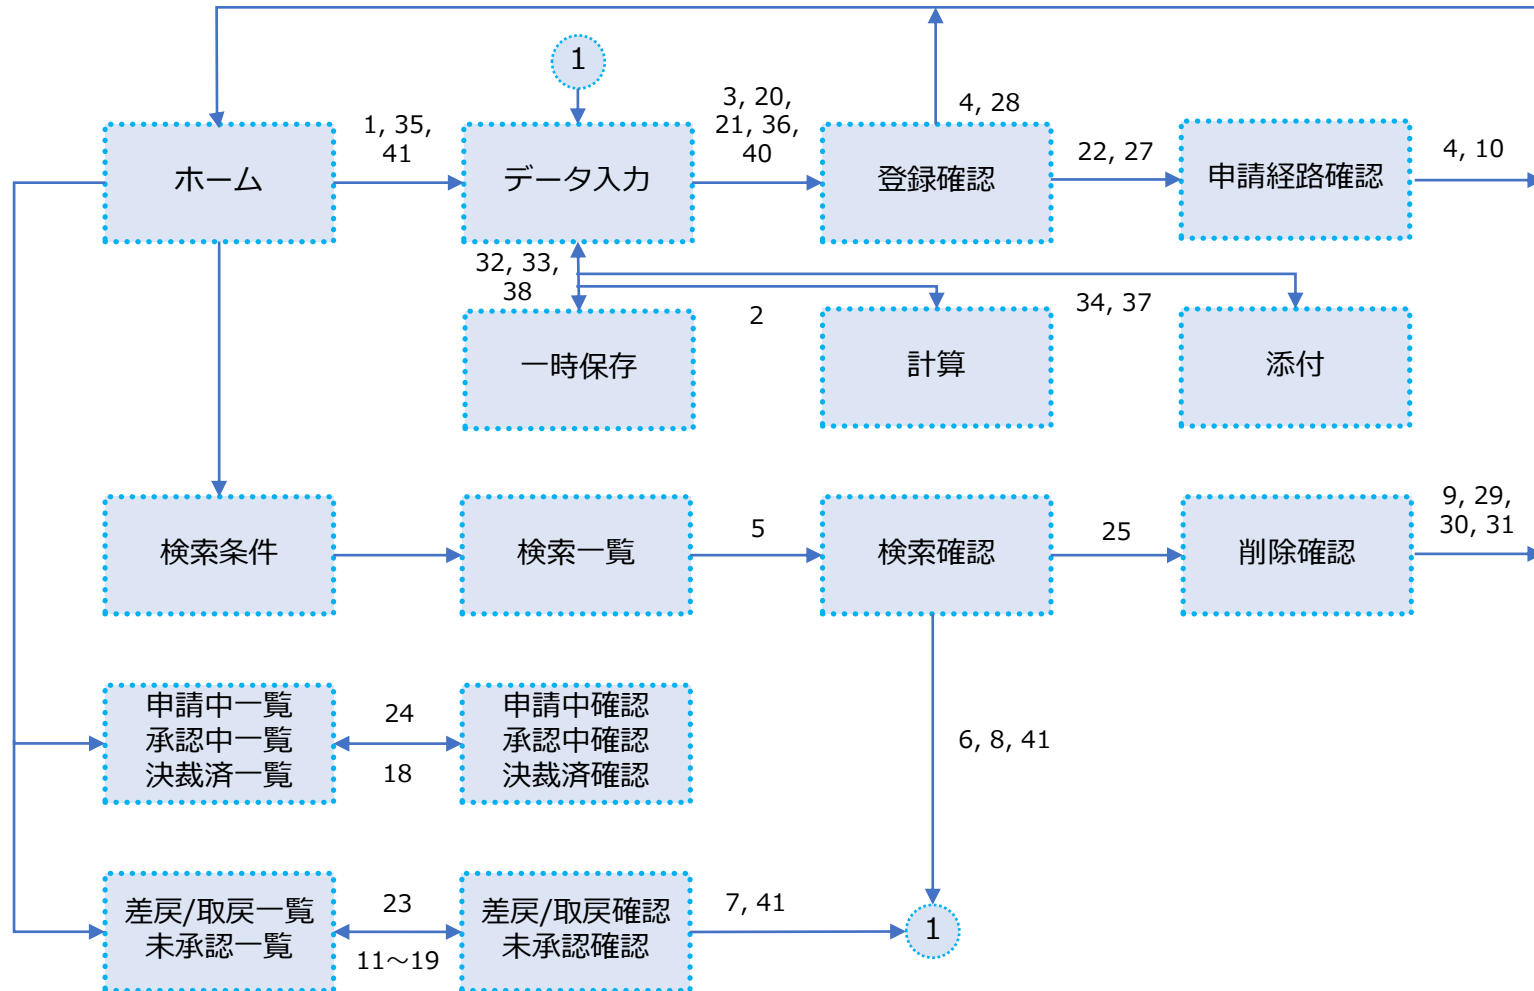 1
ホーム
1, 35,
41
データ入力
3, 20,
21, 36,
40
登録確認
4, 28
22, 27
申請経路確認
4, 10
32, 33,
38
2
34, 37
一時保存
計算
添付
検索条件
検索一覧
5
検索確認
25
削除確認
9, 29,
30, 31
申請中一覧
承認中一覧
決裁済一覧
24
18
申請中確認
承認中確認
決裁済確認
6, 8, 41
差戻/取戻一覧
未承認一覧
23
11～19
差戻/取戻確認
未承認確認
7, 41
1